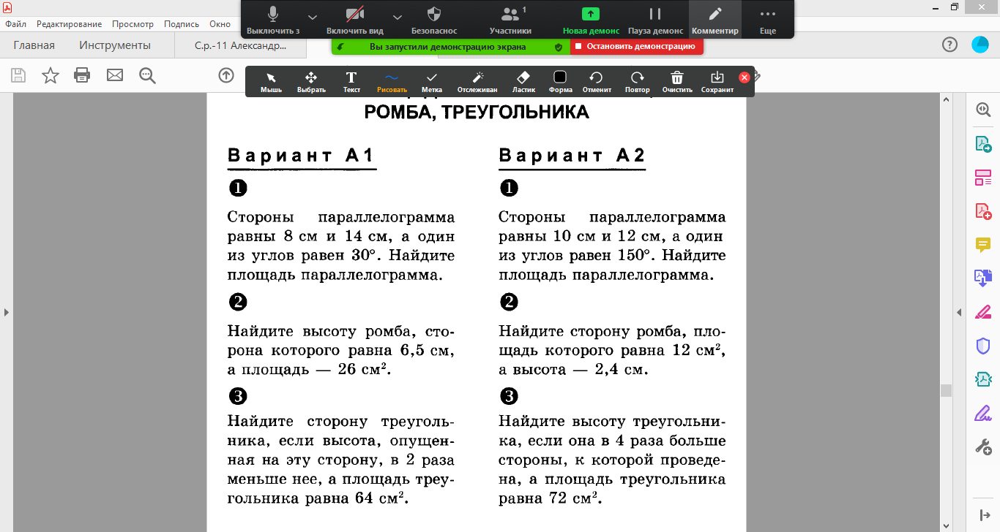 Файл Редактирование Просмотр Подпись Окно
Выключить з
Включить вид
Безопаснос
Участники 1
Новая демонс
Пауза демонс
Комментир
Еще
Главная Инструменты С.р.-11 Александр...
Вы запустили демонстрацию экрана
Остановить демонстрацию
Мышь
Выбрать
Текст
Рисовать
Метка
Отслеживан
Ластик
Форма
Отменит
Повтор
Очистить
Сохранит
РОМБА, ТРЕУГОЛЬНИКА
Вариант А1
1
Стороны параллелограмма
равны 8 см и 14 см, а один
из углов равен 30°. Найдите
площадь параллелограмма.
2
Найдите высоту ромба, сто-
рона которого равна 6,5 см,
а площадь — 26 см².
3
Найдите сторону треуголь-
ника, если высота, опущен-
ная на эту сторону, в 2 раза
меньше нее, а площадь треу-
гольника равна 64 см².
Вариант А2
1
Стороны параллелограмма
равны 10 см и 12 см, а один
из углов равен 150°. Найдите
площадь параллелограмма.
2
Найдите сторону ромба, пло-
щадь которого равна 12 см²,
а высота — 2,4 см.
3
Найдите высоту треугольни-
ка, если она в 4 раза больше
стороны, к которой проведе-
на, а площадь треугольника
равна 72 см².